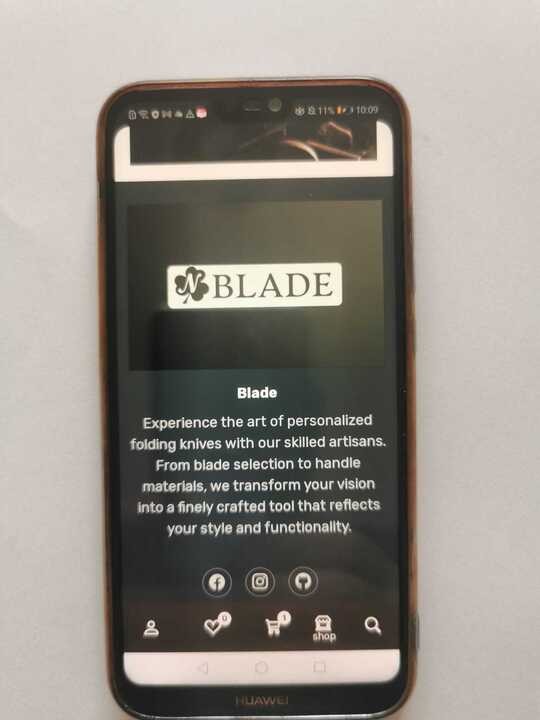 11% 10:09
N BLADE
Blade
Experience the art of personalized
folding knives with our skilled artisans.
From blade selection to handle
materials, we transform your vision
into a finely crafted tool that reflects
your style and functionality.
0
1
shop
HUAWEI